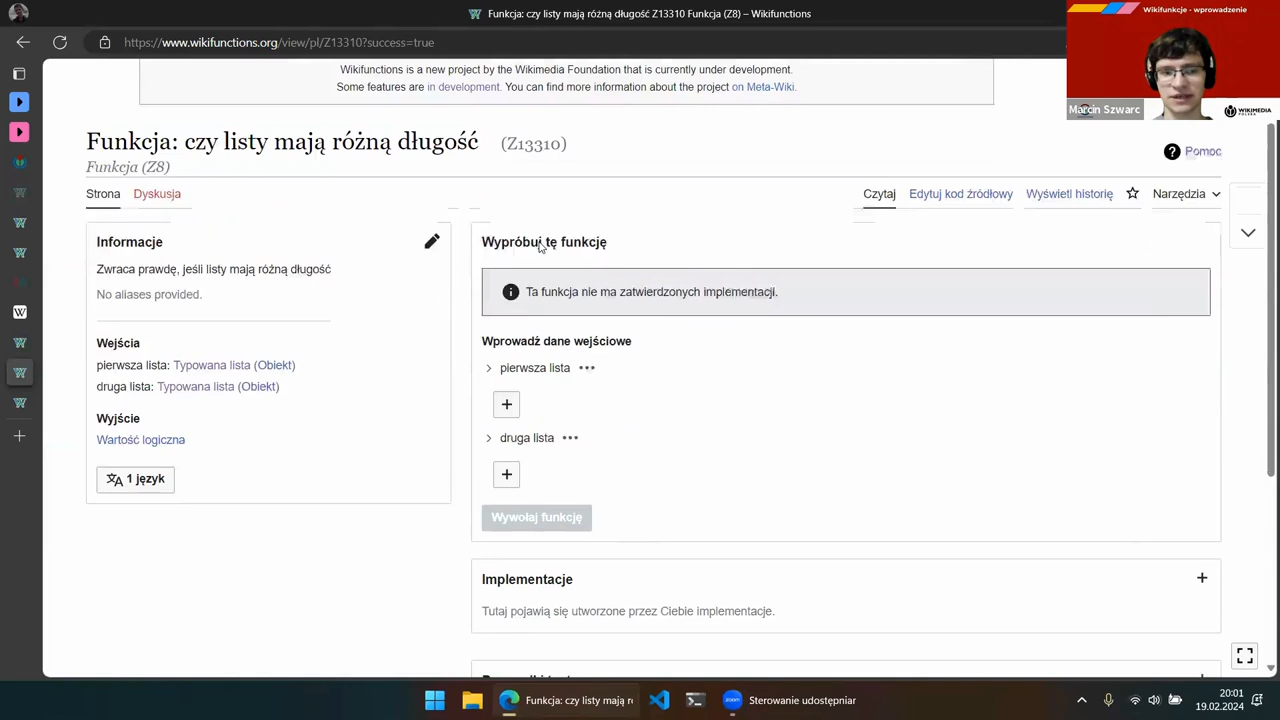 Funkcja: czy listy mają różną długość Z13310 Funkcja (Z8) – Wikifunctions
https://www.wikifunctions.org/view/pl/Z13310?success=true
Wikifunkcje - wprowadzenie
Marcin Szwarc
WIKIMEDIA
POLSKA
Wikifunctions is a new project by the Wikimedia Foundation that is currently under development.
Some features are in development. You can find more information about the project on Meta-Wiki.
Funkcja: czy listy mają różną długość (Z13310)
Funkcja (Z8)
Pomoc
Strona Dyskusja
Czytaj Edytuj kod źródłowy Wyświetl historię Narzędzia
Informacje
Zwraca prawdę, jeśli listy mają różną długość
No aliases provided.
Wejścia
pierwsza lista: Typowana lista (Obiekt)
druga lista: Typowana lista (Obiekt)
Wyjście
Wartość logiczna
1 język
Wypróbuj tę funkcję
Ta funkcja nie ma zatwierdzonych implementacji.
Wprowadź dane wejściowe
pierwsza lista
+
druga lista
+
Wywołaj funkcję
Implementacje
Tutaj pojawią się utworzone przez Ciebie implementacje.
Funkcja: czy listy mają r
zoom
Sterowanie udostępniar
20:01
19.02.2024